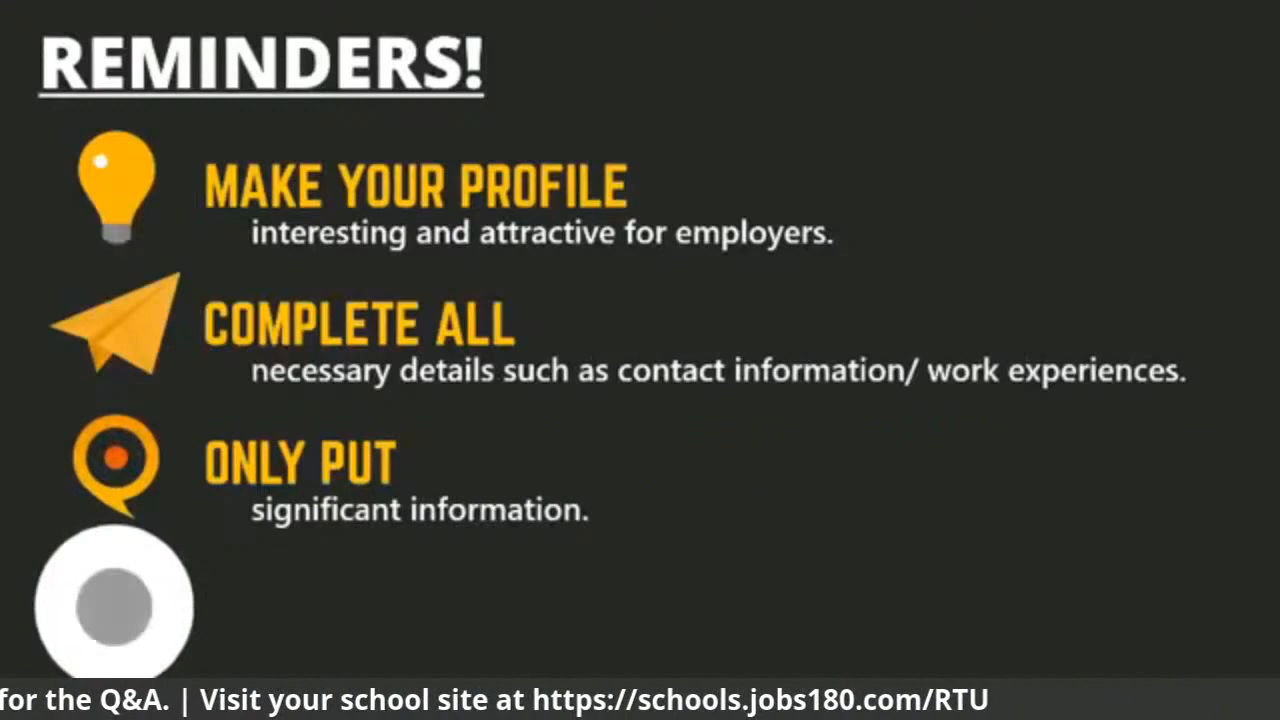 REMINDERS!
MAKE YOUR PROFILE
interesting and attractive for employers.
COMPLETE ALL
necessary details such as contact information/ work experiences.
ONLY PUT
significant information.
for the Q&A. | Visit your school site at https://schools.jobs180.com/RTU